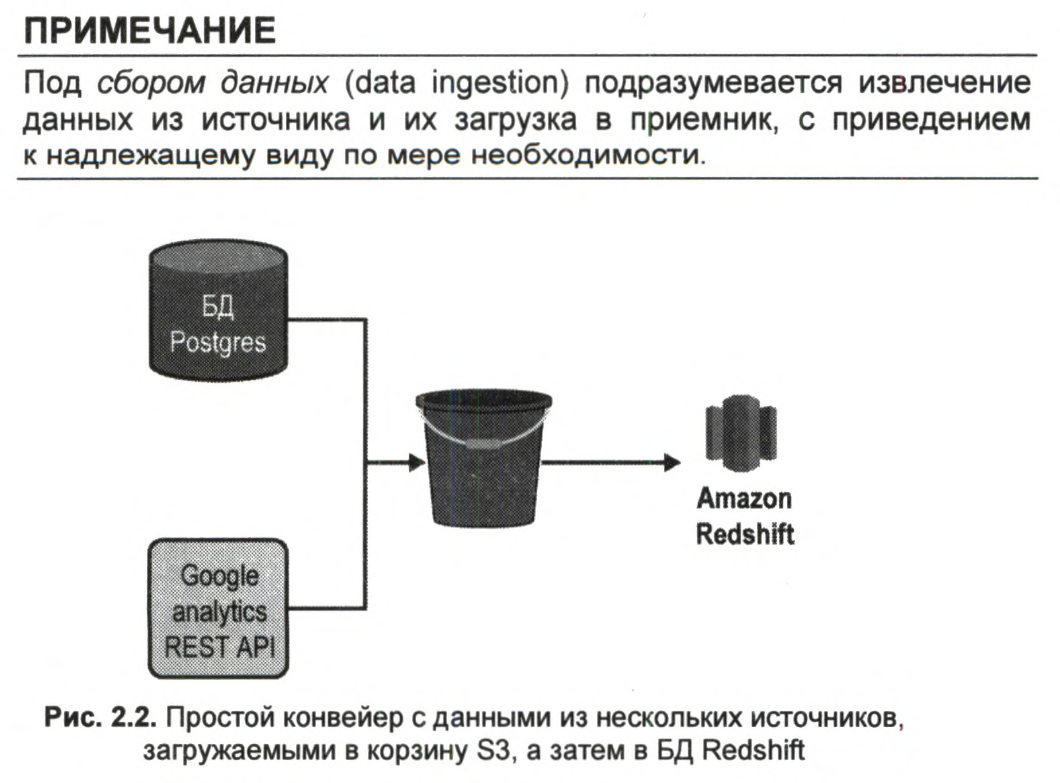 ПРИМЕЧАНИЕ
Под сбором данных (data ingestion) подразумевается извлечение
данных из источника и их загрузка в приемник, с приведением
к надлежащему виду по мере необходимости.
БД
Postgres
Amazon
Redshift
Google
analytics
REST API
Рис. 2.2. Простой конвейер с данными из нескольких источников,
загружаемыми в корзину S3, а затем в БД Redshift